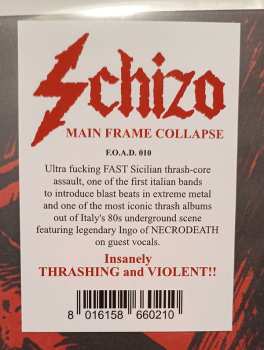 Schizo
MAIN FRAME COLLAPSE
F.O.A.D. 010
Ultra fucking FAST Sicilian thrash-core
assault, one of the first italian bands
to introduce blast beats in extreme metal
and one of the most iconic thrash albums
out of Italy's 80s underground scene
featuring legendary Ingo of NECRODEATH
on guest vocals.
Insanely
THRASHING and VIOLENT!!
8 016158 660210